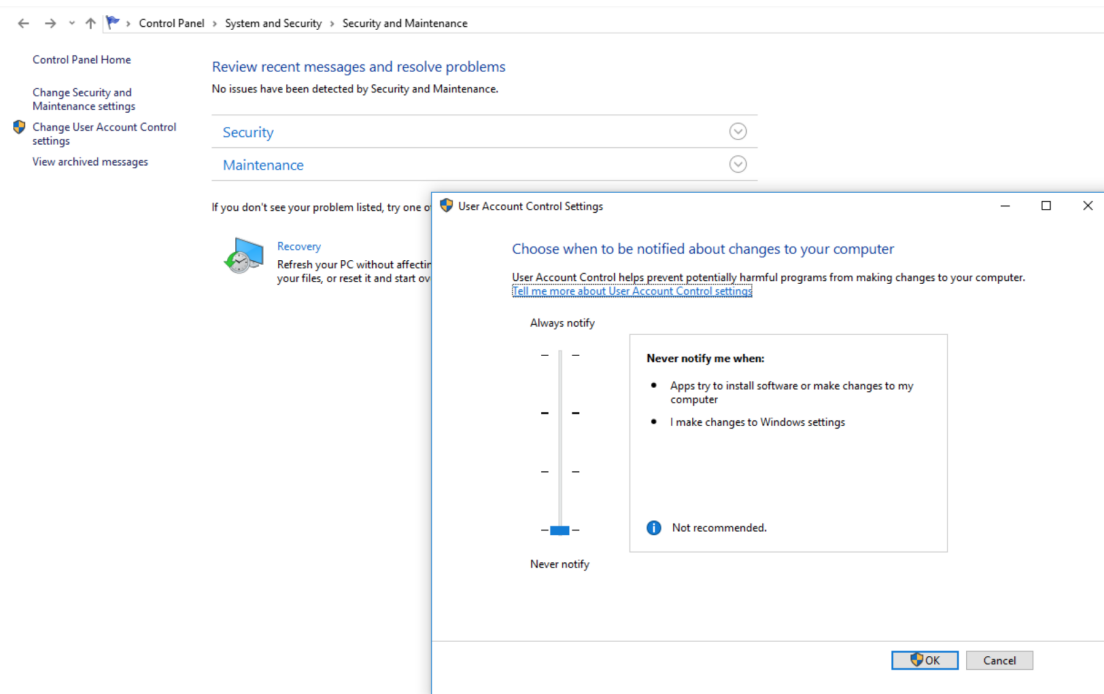 Control Panel > System and Security > Security and Maintenance
Control Panel Home
Change Security and
Maintenance settings
Change User Account Control
settings
View archived messages
Review recent messages and resolve problems
No issues have been detected by Security and Maintenance.
Security
Maintenance
If you don't see your problem listed, try one o
Recovery
Refresh your PC without affectin
your files, or reset it and start ov
User Account Control Settings
Choose when to be notified about changes to your computer
User Account Control helps prevent potentially harmful programs from making changes to your computer.
Tell me more about User Account Control settings
Always notify
Never notify me when:
• Apps try to install software or make changes to my
computer
• I make changes to Windows settings
Not recommended.
Never notify
OK
Cancel